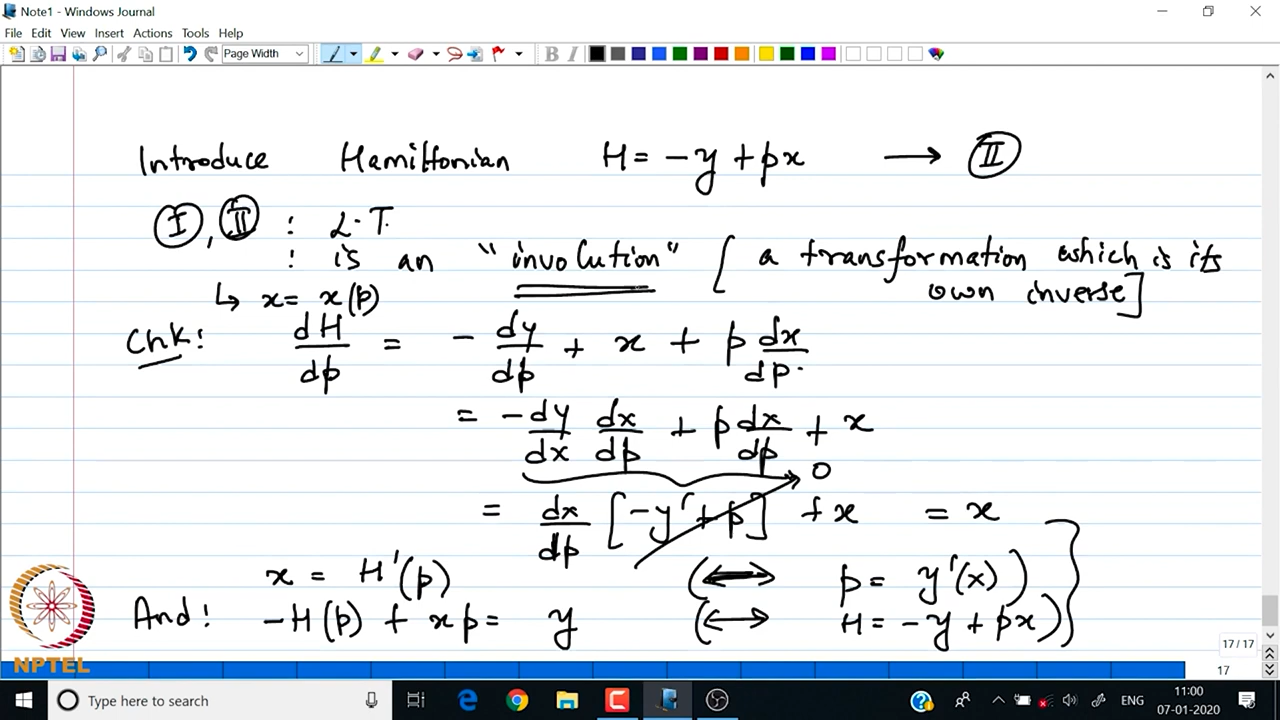 Note1 - Windows Journal
File Edit View Insert Actions Tools Help
Page Width B I
Introduce Hamiltonian H = -y + px → II
I, II : L.T.
: is an "involution" [a transformation which is its own inverse]
↳ x = x(p)
Chk: dH/dp = - dy/dp + x + p dx/dp.
= - dy/dx dx/dp + p dx/dp + x
= dx/dp [-y' + p] → 0 + x = x
x = H'(p) (↔ p = y'(x))
And: -H(p) + xp = y (↔ H = -y + px)
NPTEL
17 / 17
17
Type here to search
ENG
11:00
07-01-2020